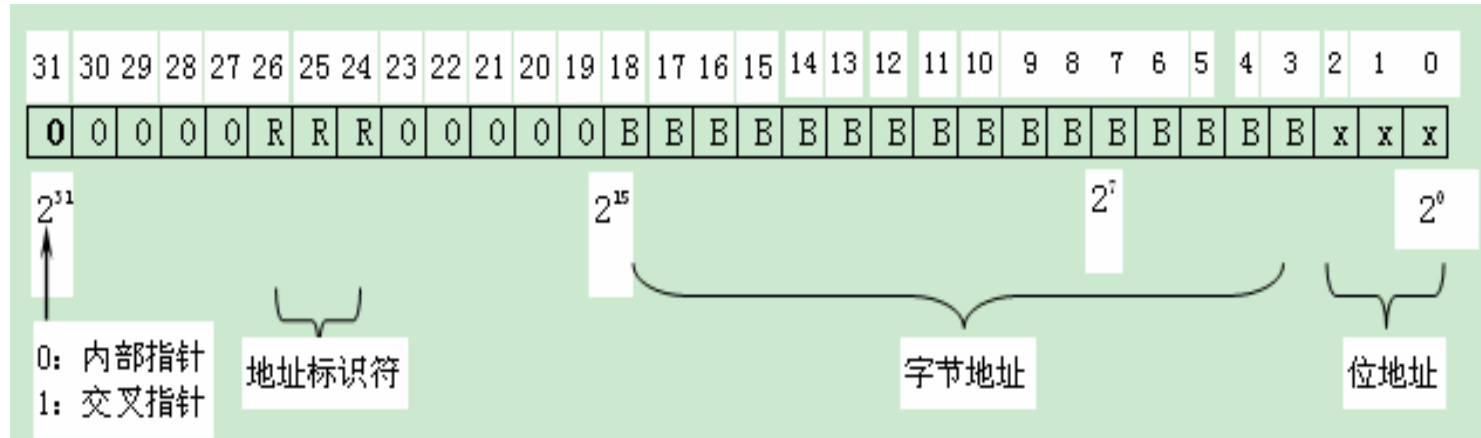 31 30 29 28 27 26 25 24 23 22 21 20 19 18 17 16 15 14 13 12 11 10 9 8 7 6 5 4 3 2 1 0
0 0 0 0 0 R R R 0 0 0 0 0 B B B B B B B B B B B B B B B B x x x
2³¹ 2¹⁵ 2⁷ 2⁰
0: 内部指针
1: 交叉指针
地址标识符
字节地址
位地址